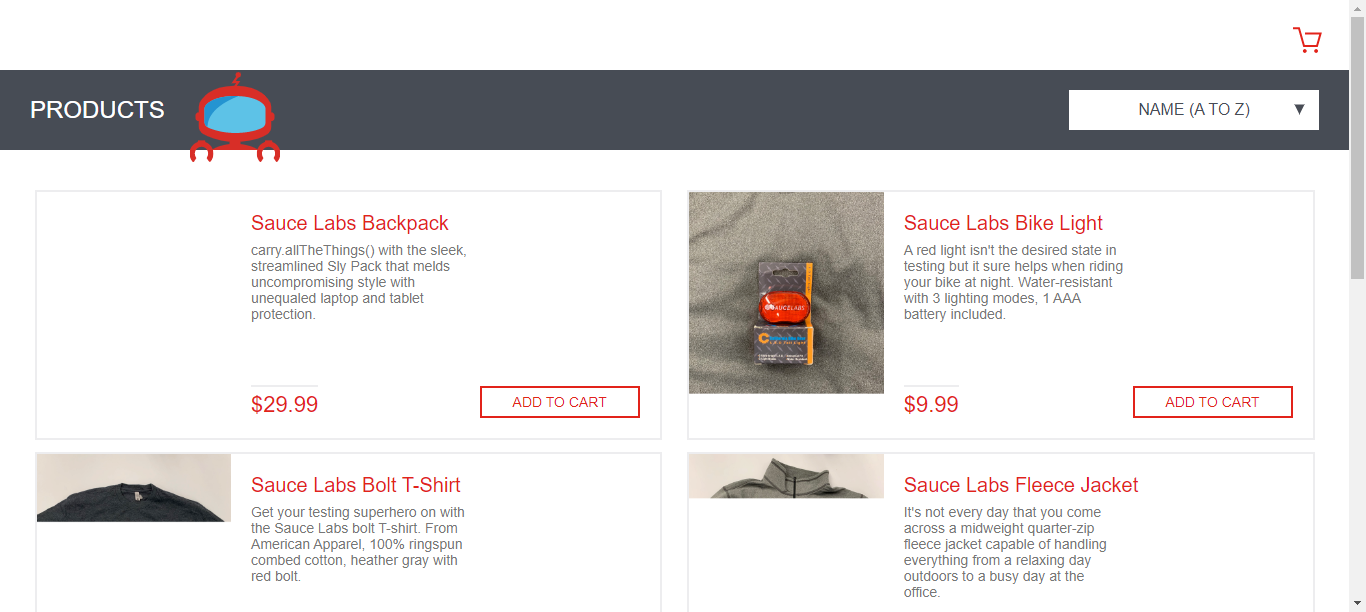 PRODUCTS
NAME (A TO Z)
Sauce Labs Backpack
carry.allTheThings() with the sleek,
streamlined Sly Pack that melds
uncompromising style with
unequaled laptop and tablet
protection.
$29.99
ADD TO CART
SAUCELABS
Sauce Labs Bike Light
A red light isn't the desired state in
testing but it sure helps when riding
your bike at night. Water-resistant
with 3 lighting modes, 1 AAA
battery included.
$9.99
ADD TO CART
Sauce Labs Bolt T-Shirt
Get your testing superhero on with
the Sauce Labs bolt T-shirt. From
American Apparel, 100% ringspun
combed cotton, heather gray with
red bolt.
Sauce Labs Fleece Jacket
It's not every day that you come
across a midweight quarter-zip
fleece jacket capable of handling
everything from a relaxing day
outdoors to a busy day at the
office.